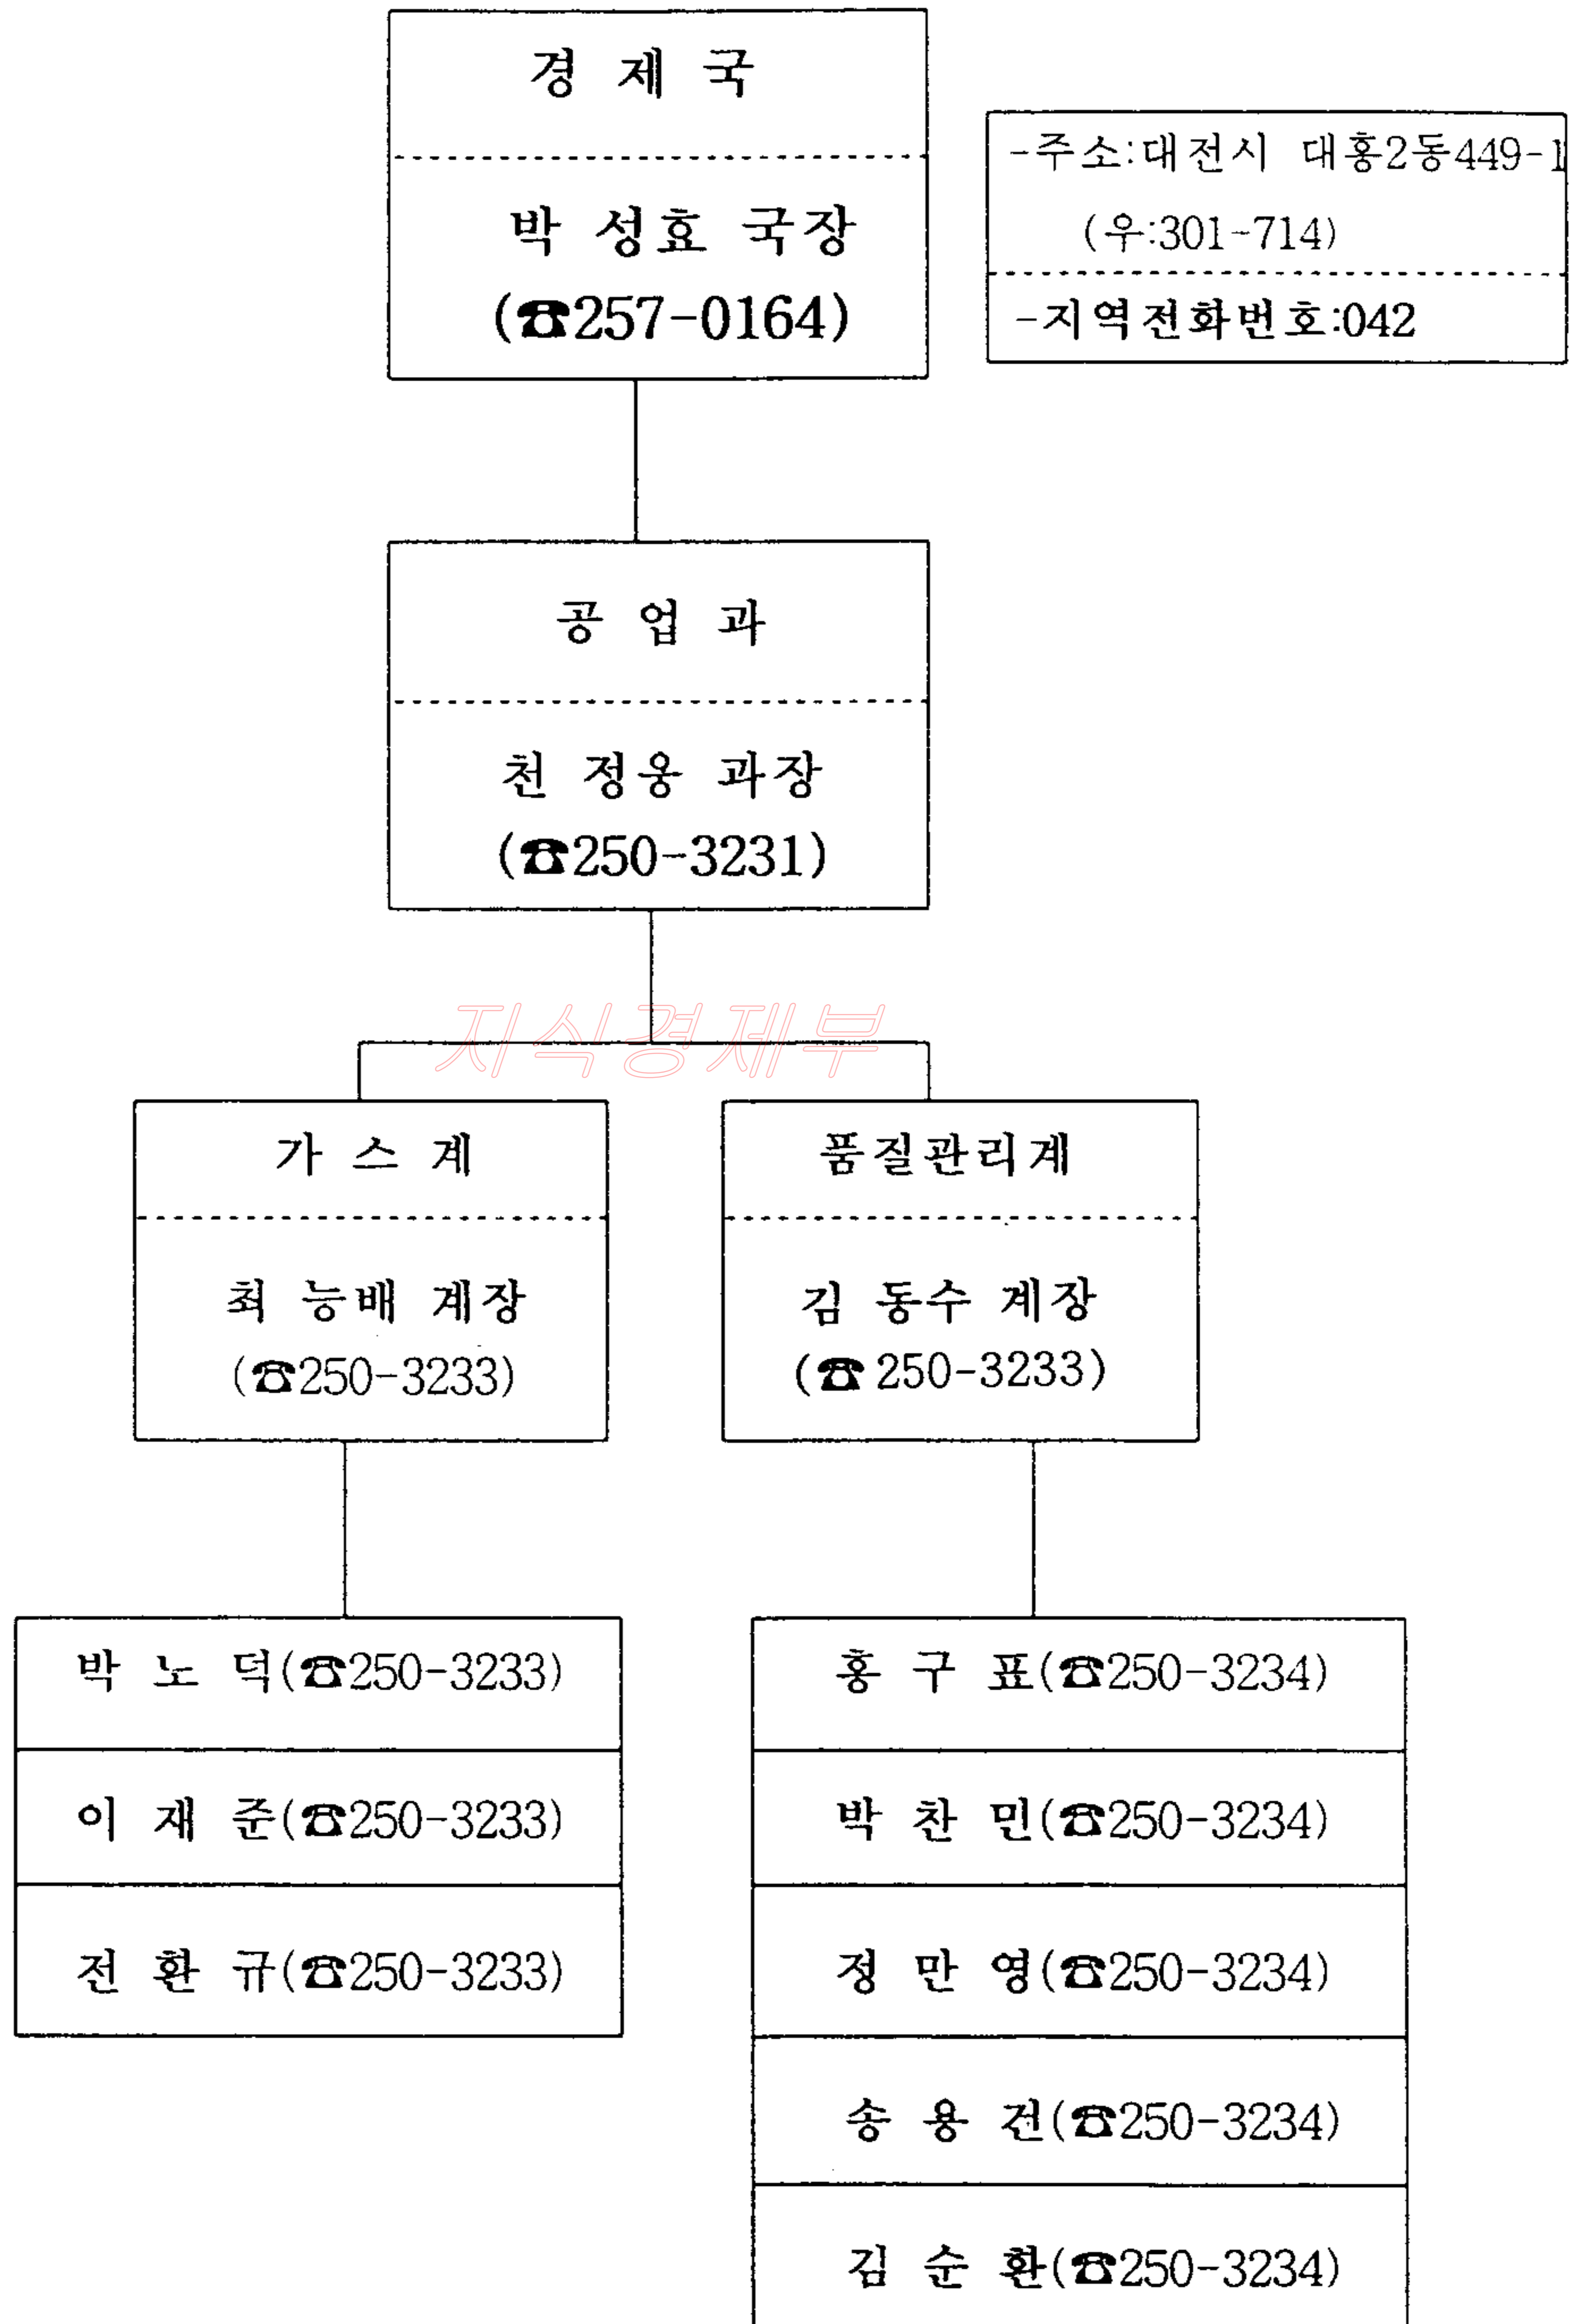 경 제 국
박 성효 국장
(☎257-0164)
-주소:대전시 대흥2동449-1
(우:301-714)
-지역전화번호:042
공 업 과
천 정웅 과장
(☎250-3231)
지식경제부
가 스 계
최 능배 계장
(☎250-3233)
품질관리계
김 동수 계장
(☎250-3233)
박 노 덕(☎250-3233)
이 재 준(☎250-3233)
전 환 규(☎250-3233)
홍 구 표(☎250-3234)
박 찬 민(☎250-3234)
정 만 영(☎250-3234)
송 용 건(☎250-3234)
김 순 환(☎250-3234)